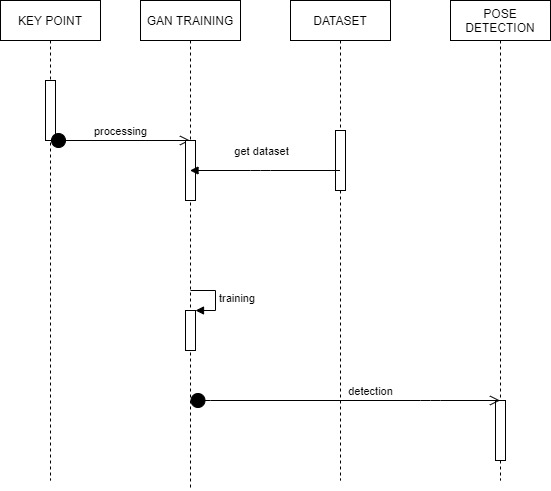 KEY POINT
GAN TRAINING
DATASET
POSE
DETECTION
processing
get dataset
training
detection